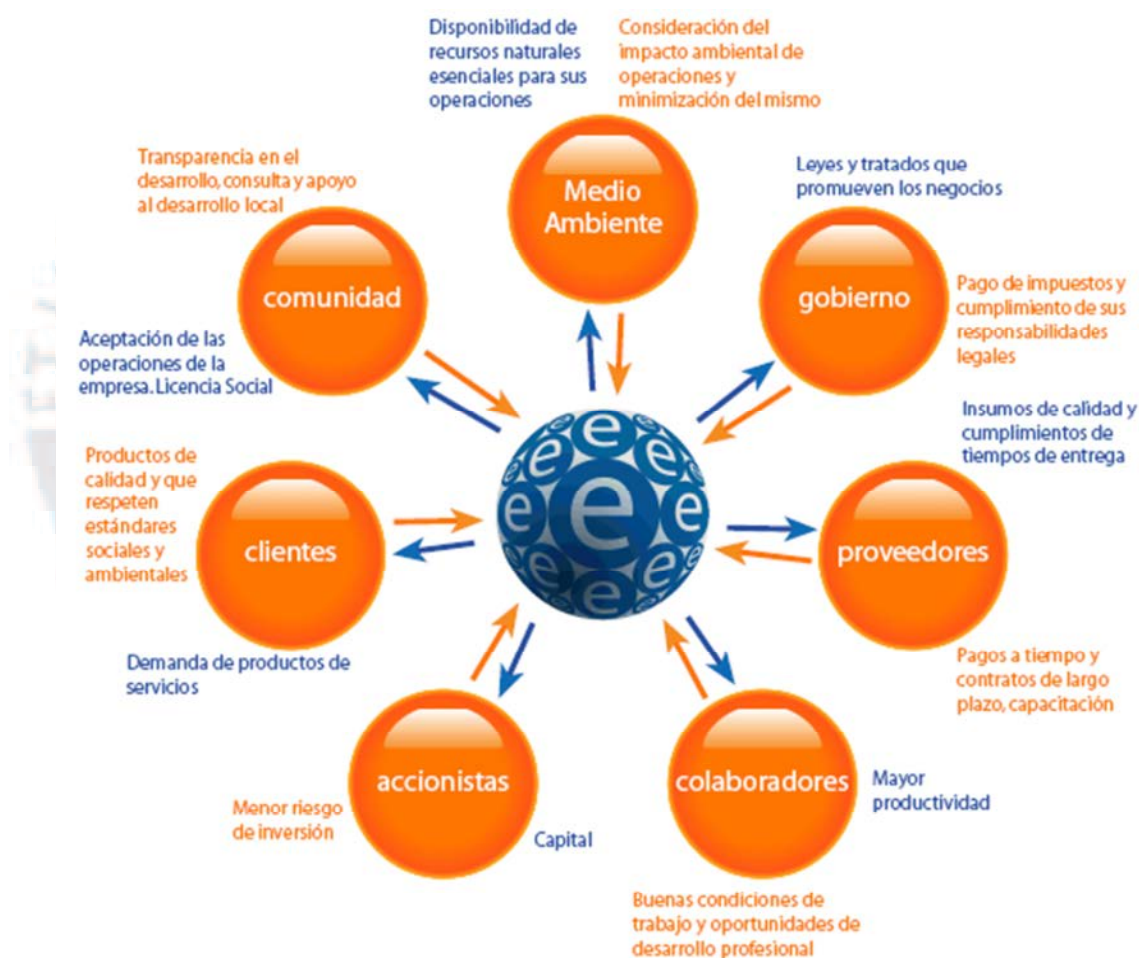 Disponibilidad de
recursos naturales
esenciales para sus
operaciones
Consideración del
impacto ambiental de
operaciones y
minimización del mismo
Medio
Ambiente
Transparencia en el
desarrollo, consulta y apoyo
al desarrollo local
comunidad
Aceptación de las
operaciones de la
empresa. Licencia Social
Leyes y tratados que
promueven los negocios
gobierno
Pago de impuestos y
cumplimiento de sus
responsabilidades
legales
Productos de
calidad y que
respeten
estándares
sociales y
ambientales
clientes
Demanda de productos de
servicios
e
Insumos de calidad y
cumplimientos de
tiempos de entrega
proveedores
Pagos a tiempo y
contratos de largo
plazo, capacitación
accionistas
Menor riesgo
de inversión
Capital
colaboradores
Mayor
productividad
Buenas condiciones de
trabajo y oportunidades de
desarrollo profesional